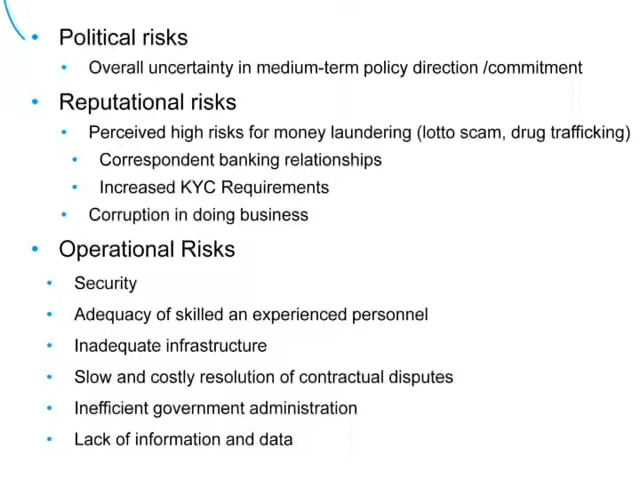 Political risks
Overall uncertainty in medium-term policy direction /commitment
Reputational risks
Perceived high risks for money laundering (lotto scam, drug trafficking)
Correspondent banking relationships
Increased KYC Requirements
Corruption in doing business
Operational Risks
Security
Adequacy of skilled an experienced personnel
Inadequate infrastructure
Slow and costly resolution of contractual disputes
Inefficient government administration
Lack of information and data